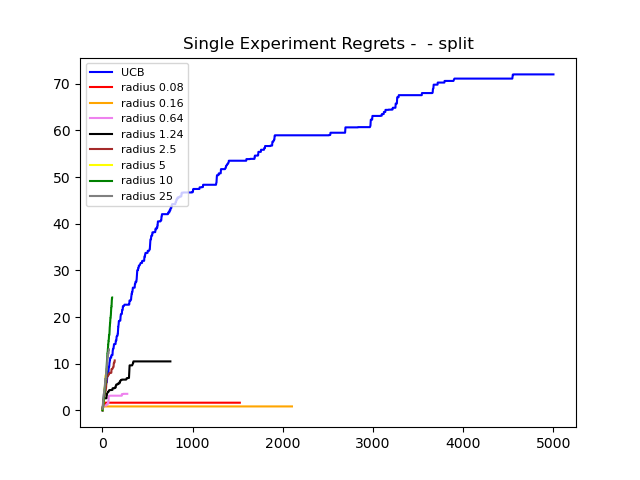 Single Experiment Regrets -  - split
UCB
radius 0.08
radius 0.16
radius 0.64
radius 1.24
radius 2.5
radius 5
radius 10
radius 25
70
60
50
40
30
20
10
0
0 1000 2000 3000 4000 5000